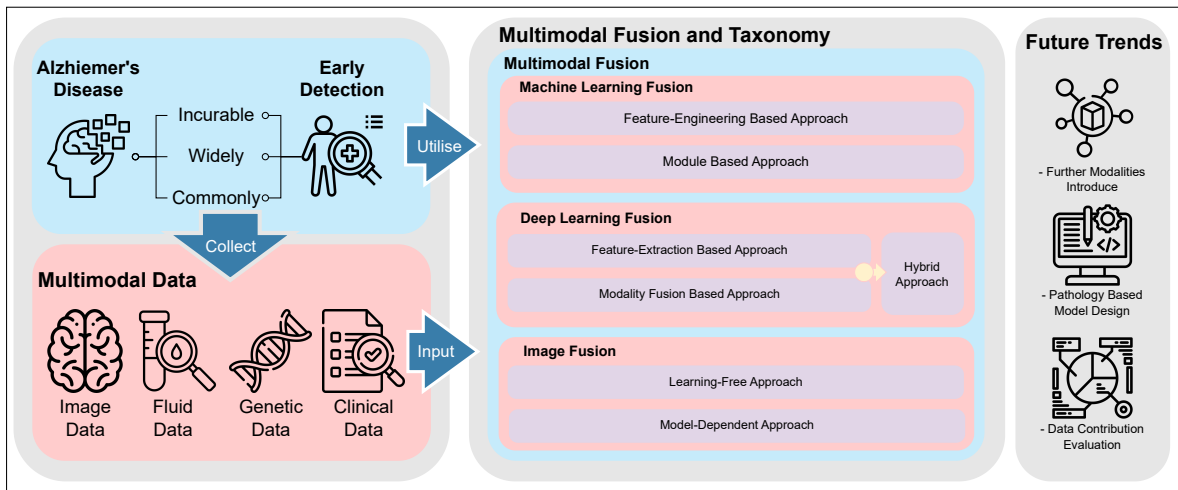 Alzhiemer's
Disease
Early
Detection
Incurable
Widely
Commonly
Utilise
Collect
Multimodal Data
Image
Data
Fluid
Data
Genetic
Data
Clinical
Data
Input
Multimodal Fusion and Taxonomy
Multimodal Fusion
Machine Learning Fusion
Feature-Engineering Based Approach
Module Based Approach
Deep Learning Fusion
Feature-Extraction Based Approach
Modality Fusion Based Approach
Hybrid
Approach
Image Fusion
Learning-Free Approach
Model-Dependent Approach
Future Trends
- Further Modalities
Introduce
</>
- Pathology Based
Model Design
- Data Contribution
Evaluation